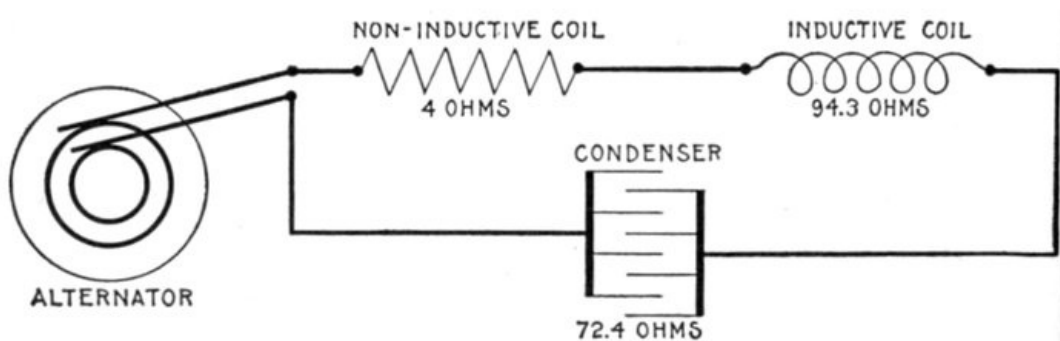 NON-INDUCTIVE COIL
4 OHMS
INDUCTIVE COIL
94.3 OHMS
CONDENSER
72.4 OHMS
ALTERNATOR